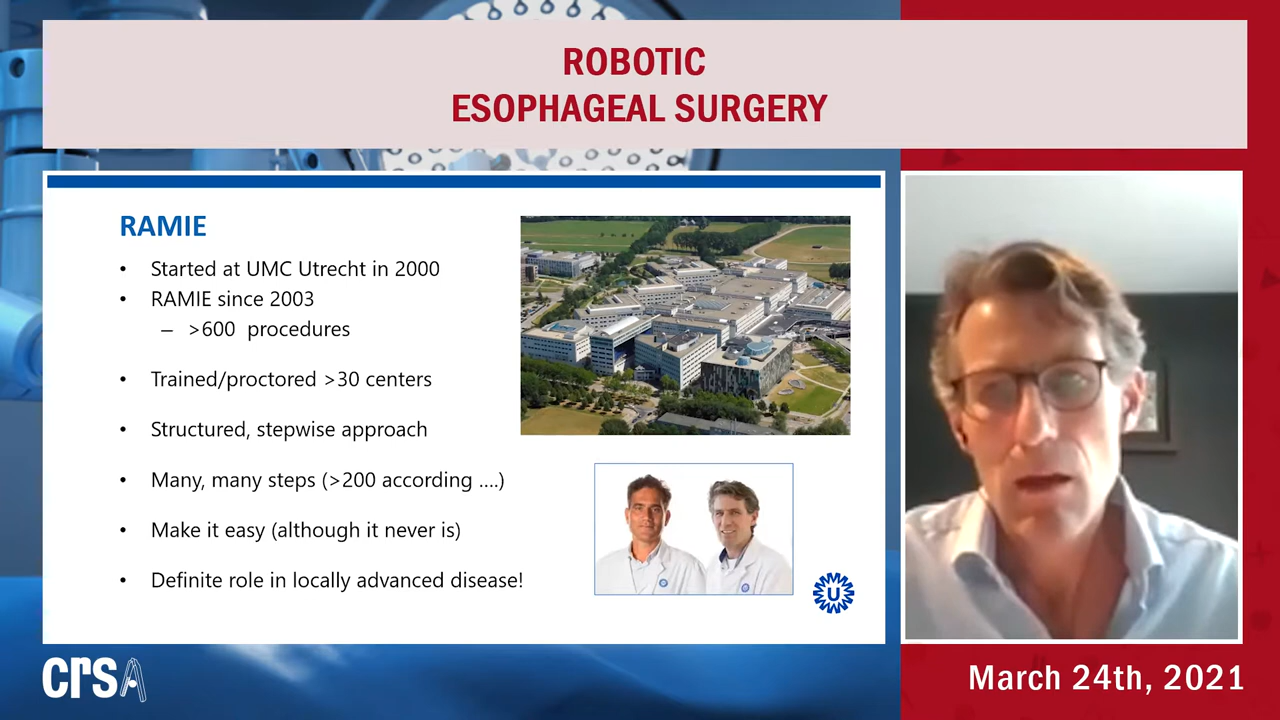 ROBOTIC
ESOPHAGEAL SURGERY
RAMIE
• Started at UMC Utrecht in 2000
• RAMIE since 2003
– >600 procedures
• Trained/proctored >30 centers
• Structured, stepwise approach
• Many, many steps (>200 according ....)
• Make it easy (although it never is)
• Definite role in locally advanced disease!
U
crsA
March 24th, 2021